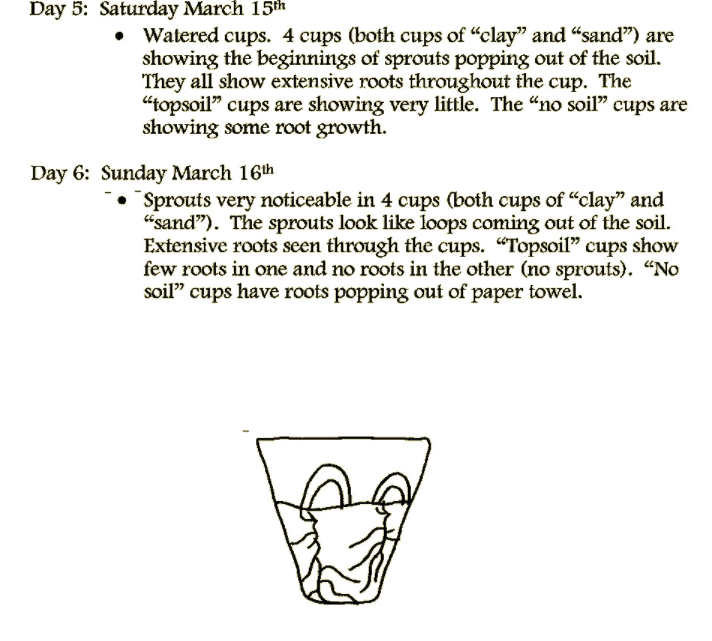 Day 5: Saturday March 15th
• Watered cups. 4 cups (both cups of “clay” and “sand”) are
showing the beginnings of sprouts popping out of the soil.
They all show extensive roots throughout the cup. The
“topsoil” cups are showing very little. The “no soil” cups are
showing some root growth.
Day 6: Sunday March 16th
• Sprouts very noticeable in 4 cups (both cups of “clay” and
“sand”). The sprouts look like loops coming out of the soil.
Extensive roots seen through the cups. “Topsoil” cups show
few roots in one and no roots in the other (no sprouts). “No
soil” cups have roots popping out of paper towel.